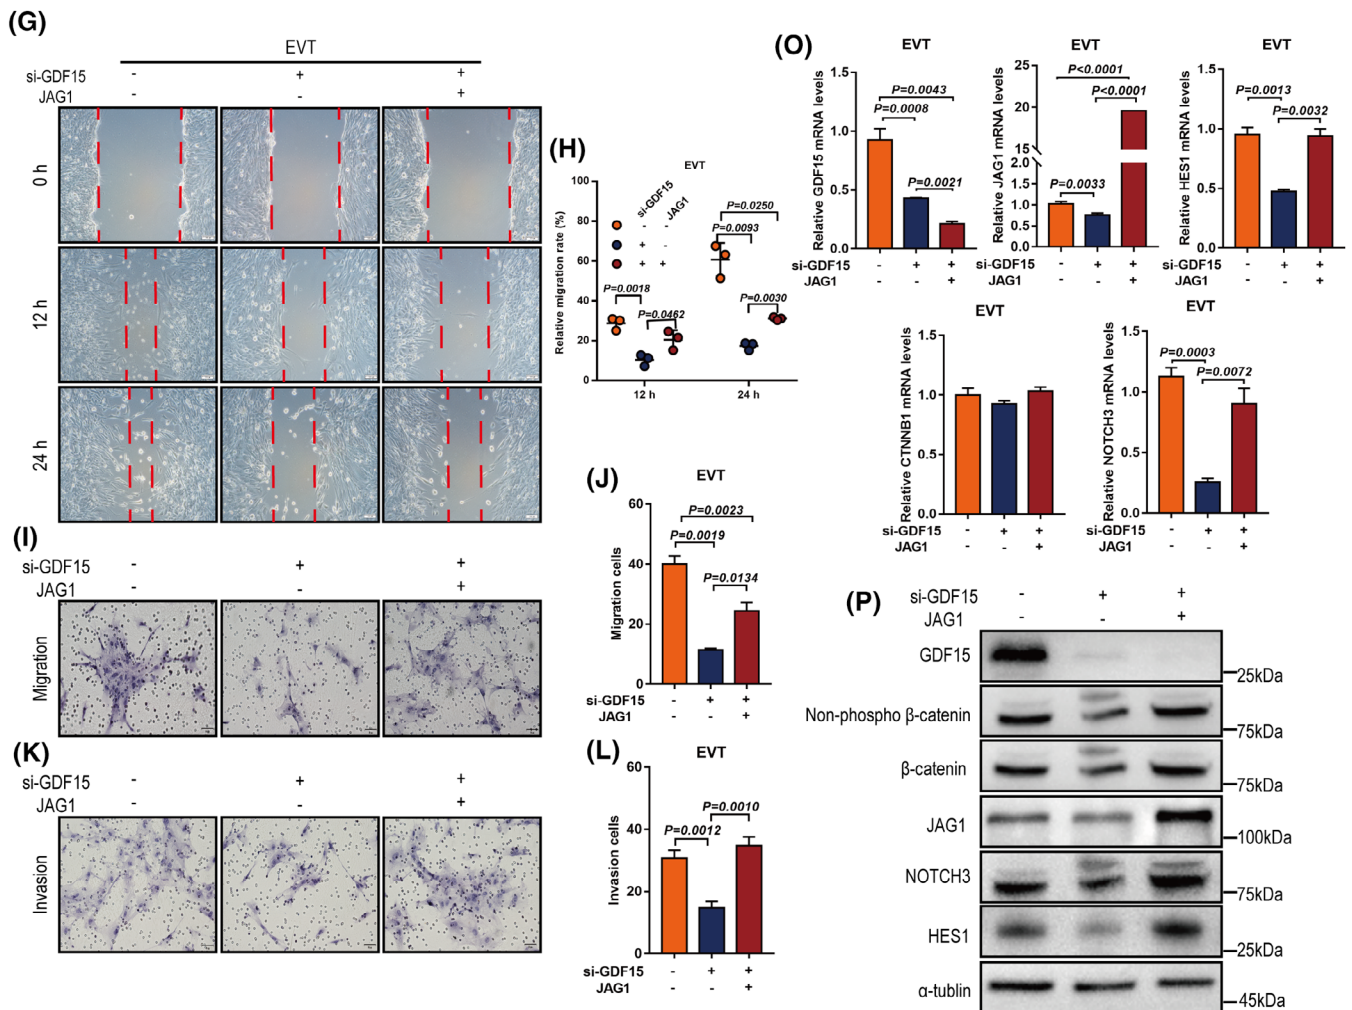 (G)
EVT
si-GDF15 - + +
JAG1 - - +
0 h
12 h
24 h
(H)
EVT
Relative migration rate (%)
100
80
60
40
20
0
si-GDF15
JAG1
- -
+ -
+ +
P=0.0018
P=0.0462
P=0.0250
P=0.0093
P=0.0030
12 h
24 h
(I)
si-GDF15 - + +
JAG1 - - +
Migration
(J)
EVT
Migration cells
60
40
20
0
P=0.0023
P=0.0019
P=0.0134
si-GDF15 - + +
JAG1 - - +
(K)
si-GDF15 - + +
JAG1 - - +
Invasion
(L)
EVT
Invasion cells
60
40
20
0
P=0.0010
P=0.0012
si-GDF15 - + +
JAG1 - - +
(O)
EVT
Relative GDF15 mRNA levels
1.5
1.0
0.5
0.0
P=0.0043
P=0.0008
P=0.0021
si-GDF15 - + +
JAG1 - - +
EVT
Relative JAG1 mRNA levels
25
20
15
2.0
1.5
1.0
0.5
0.0
P<0.0001
P<0.0001
P=0.0033
si-GDF15 - + +
JAG1 - - +
EVT
Relative HES1 mRNA levels
1.5
1.0
0.5
0.0
P=0.0013
P=0.0032
si-GDF15 - + +
JAG1 - - +
EVT
Relative CTNNB1 mRNA levels
1.5
1.0
0.5
0.0
si-GDF15 - + +
JAG1 - - +
EVT
Relative NOTCH3 mRNA levels
1.5
1.0
0.5
0.0
P=0.0003
P=0.0072
si-GDF15 - + +
JAG1 - - +
(P)
si-GDF15 - + +
JAG1 - - +
GDF15
25kDa
Non-phospho β-catenin
75kDa
β-catenin
75kDa
JAG1
100kDa
NOTCH3
75kDa
HES1
25kDa
α-tublin
45kDa